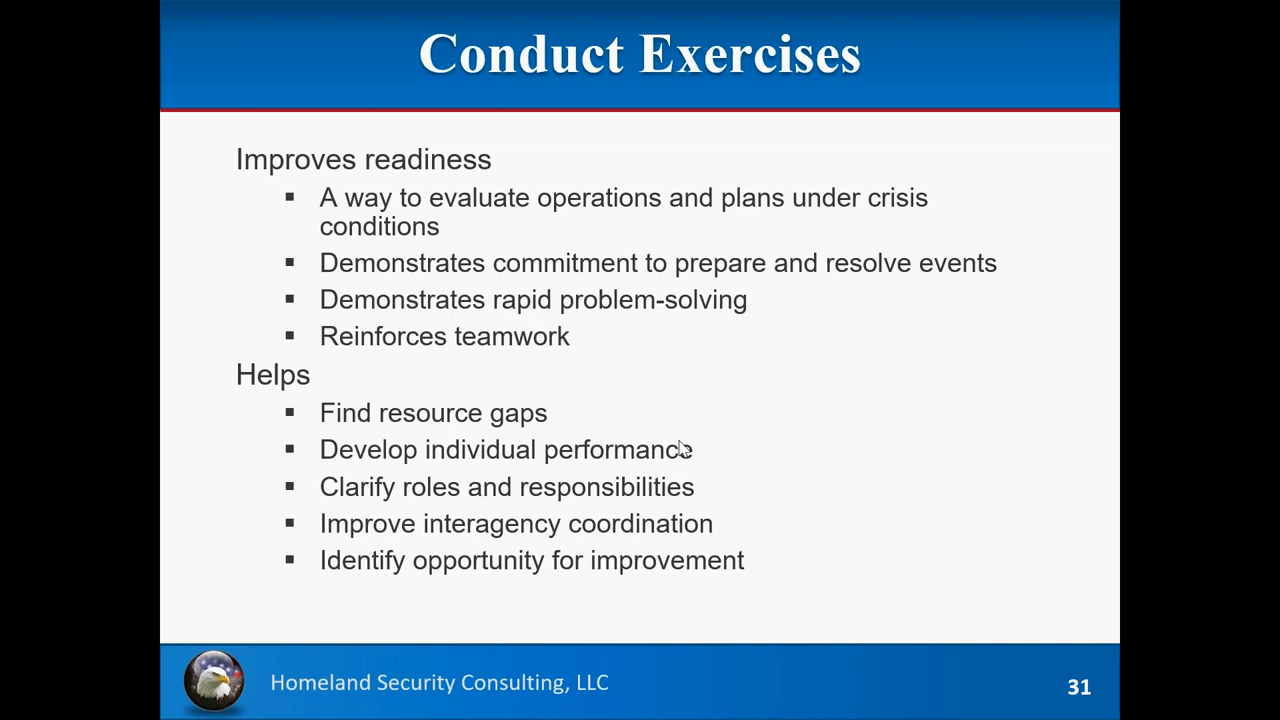 Conduct Exercises
Improves readiness
▪ A way to evaluate operations and plans under crisis
conditions
▪ Demonstrates commitment to prepare and resolve events
▪ Demonstrates rapid problem-solving
▪ Reinforces teamwork
Helps
▪ Find resource gaps
▪ Develop individual performance
▪ Clarify roles and responsibilities
▪ Improve interagency coordination
▪ Identify opportunity for improvement
Homeland Security Consulting, LLC
31